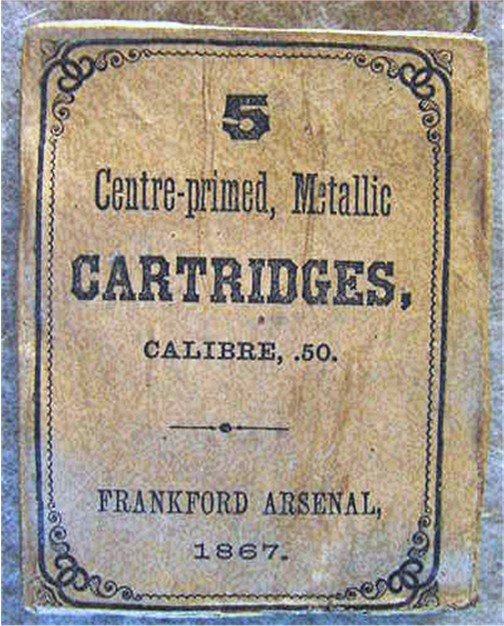 5
Centre-primed, Metallic
CARTRIDGES,
CALIBRE, .50.
FRANKFORD ARSENAL,
1867.